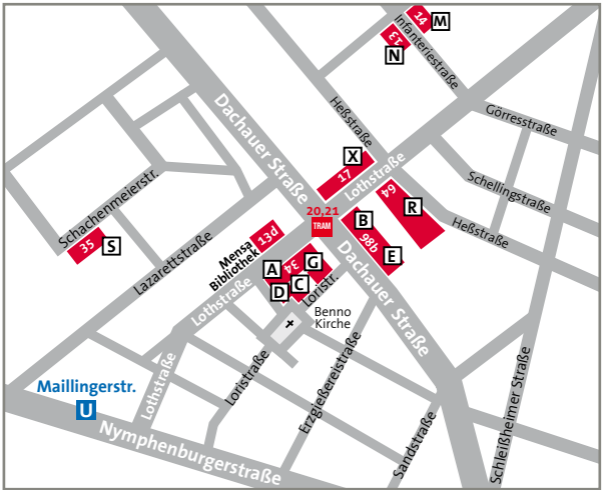 14
M
Infanteriestraße
13
N
Heßstraße
Görresstraße
Dachauer Straße
X
17
Lothstraße
64
R
Schellingstraße
Heßstraße
Schachenmeierstr.
35
S
20,21
TRAM
B
98b
E
Lazarettstraße
Mensa
Bibliothek
13d
A
34
G
D
C
Loristr.
Lothstraße
Benno
Kirche
Dachauer Straße
Maillingerstr.
U
Lothstraße
Loristraße
Erzgießereistraße
Sandstraße
Schleißheimer Straße
Nymphenburgerstraße